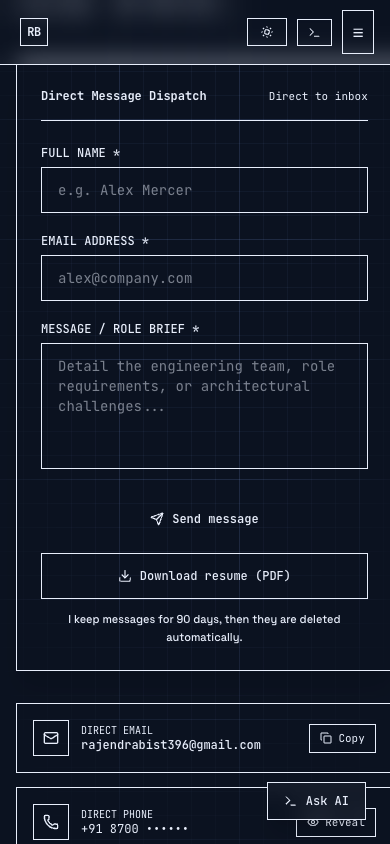 RB
Direct Message Dispatch Direct to inbox
FULL NAME *
e.g. Alex Mercer
EMAIL ADDRESS *
alex@company.com
MESSAGE / ROLE BRIEF *
Detail the engineering team, role
requirements, or architectural
challenges...
Send message
Download resume (PDF)
I keep messages for 90 days, then they are deleted
automatically.
DIRECT EMAIL
rajendrabist396@gmail.com
Copy
DIRECT PHONE
+91 8700 ••••••
Ask AI
Reveal